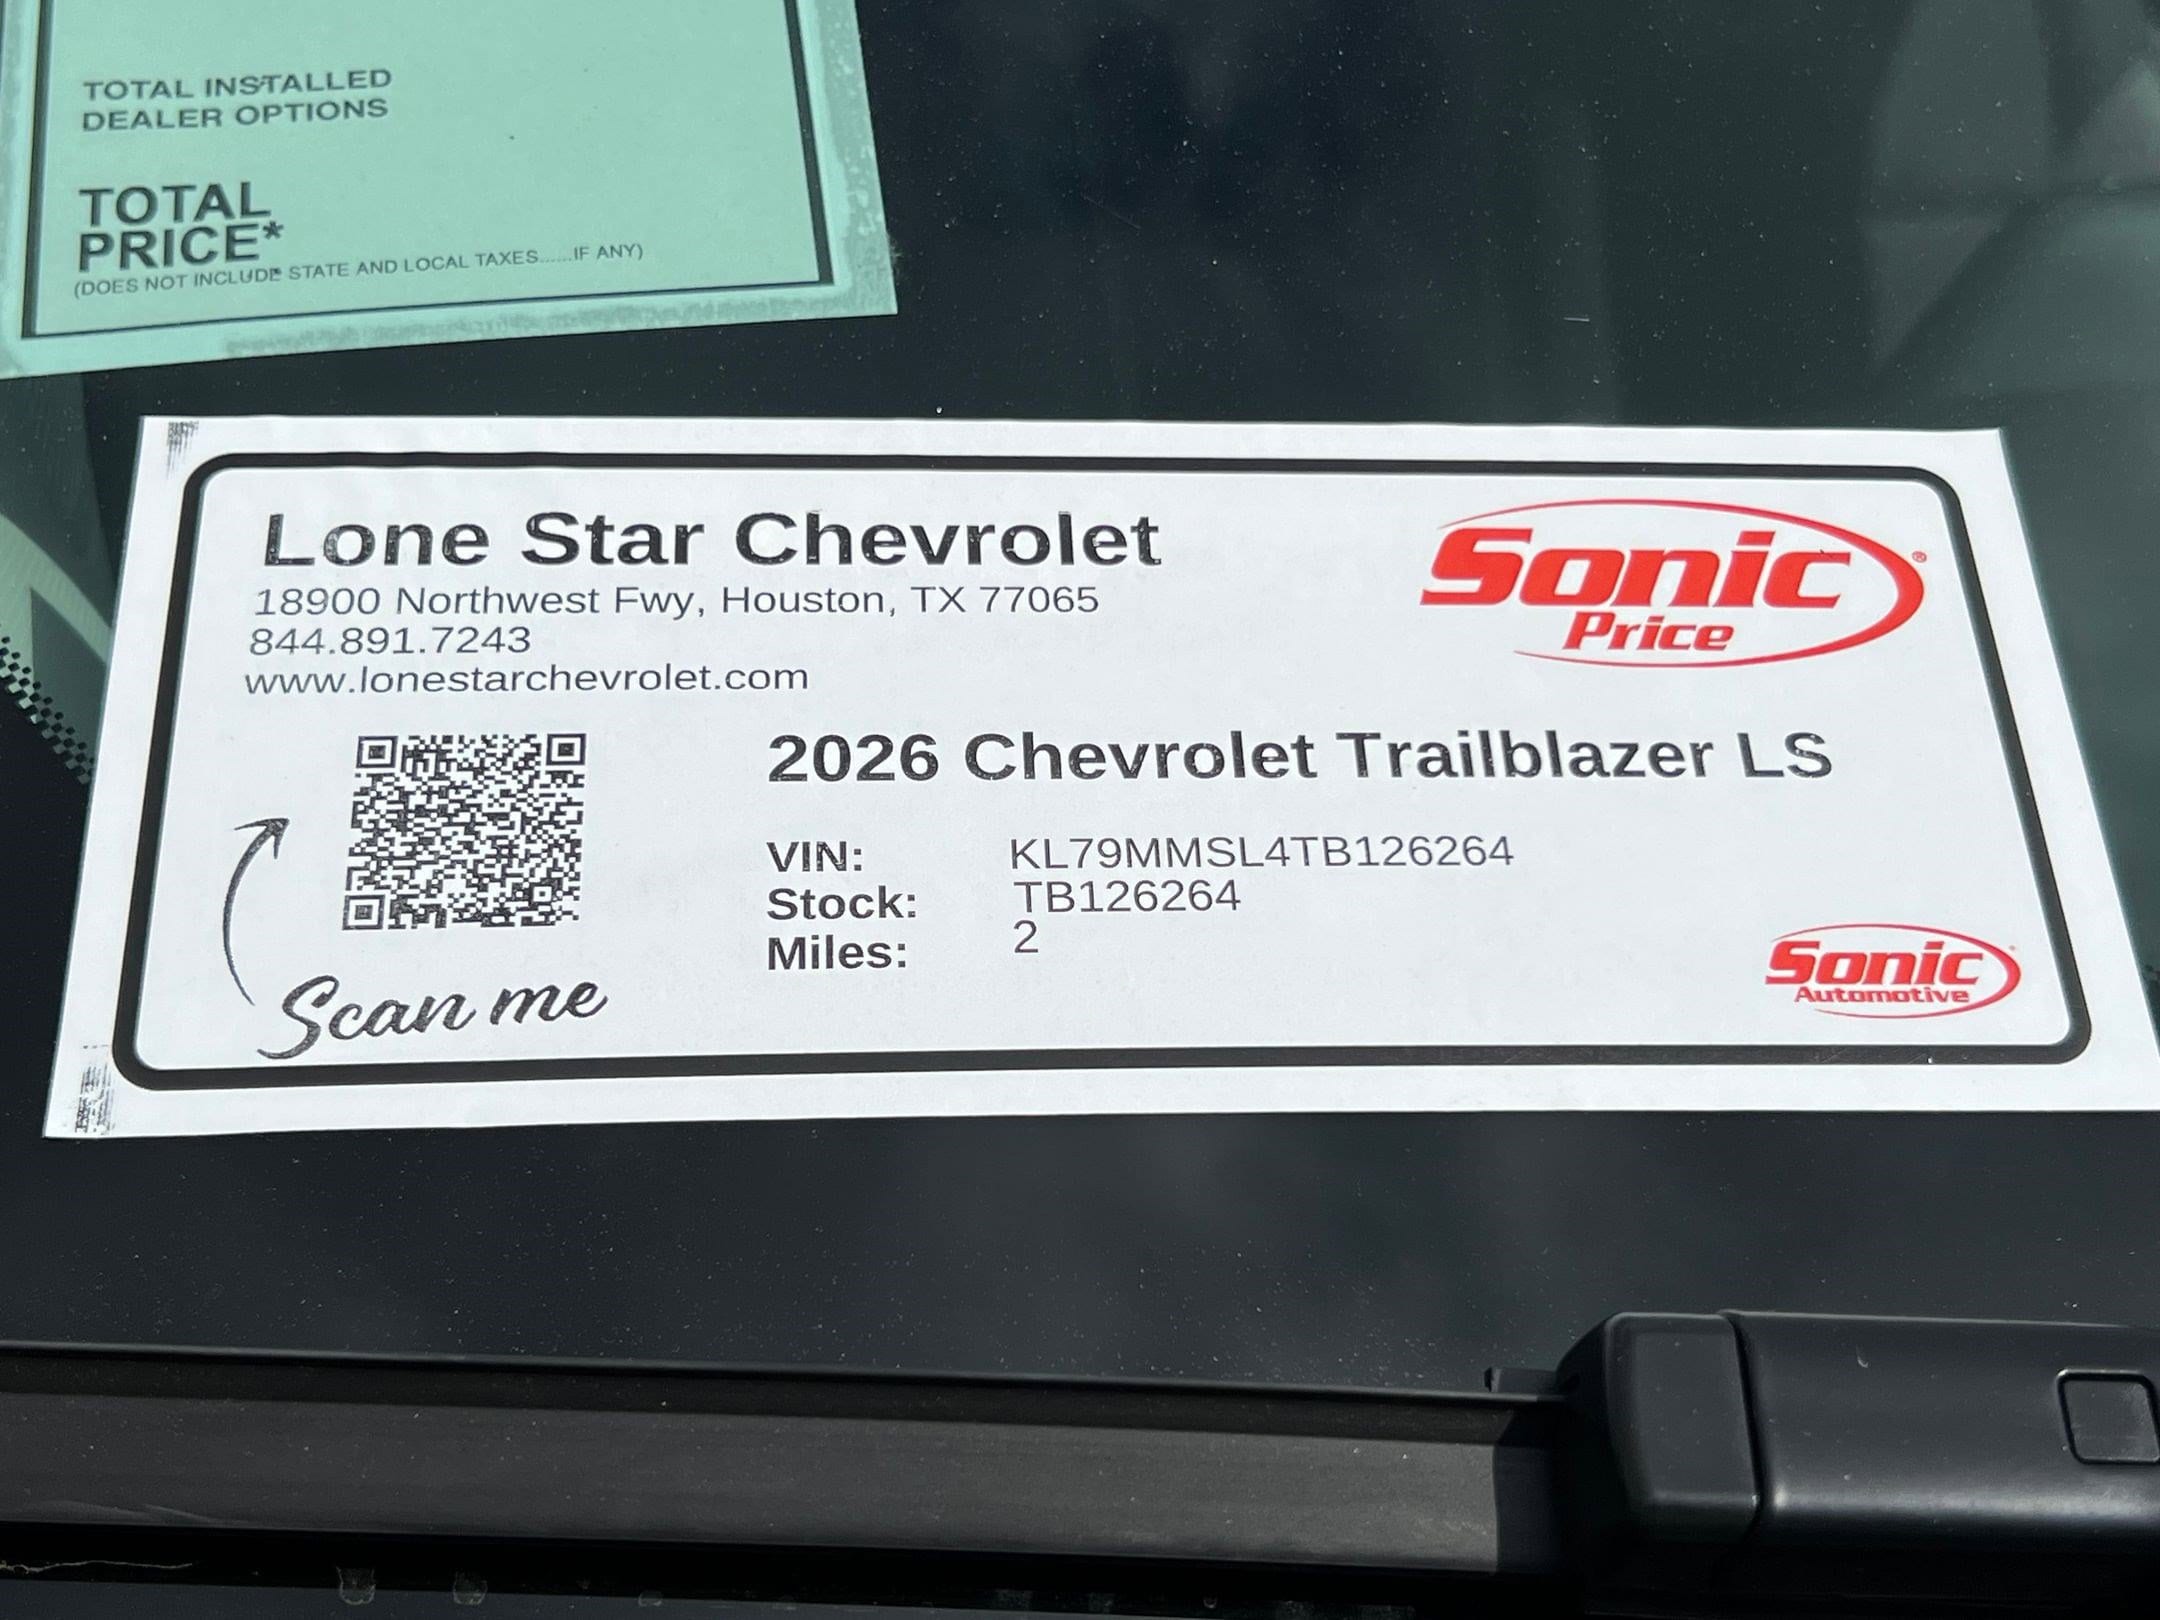 TOTAL INSTALLED
DEALER OPTIONS
TOTAL
PRICE*
(DOES NOT INCLUDE STATE AND LOCAL TAXES......IF ANY)
Lone Star Chevrolet
18900 Northwest Fwy, Houston, TX 77065
844.891.7243
www.lonestarchevrolet.com
Sonic®
Price
2026 Chevrolet Trailblazer LS
VIN: KL79MMSL4TB126264
Stock: TB126264
Miles: 2
Scan me
Sonic
Automotive